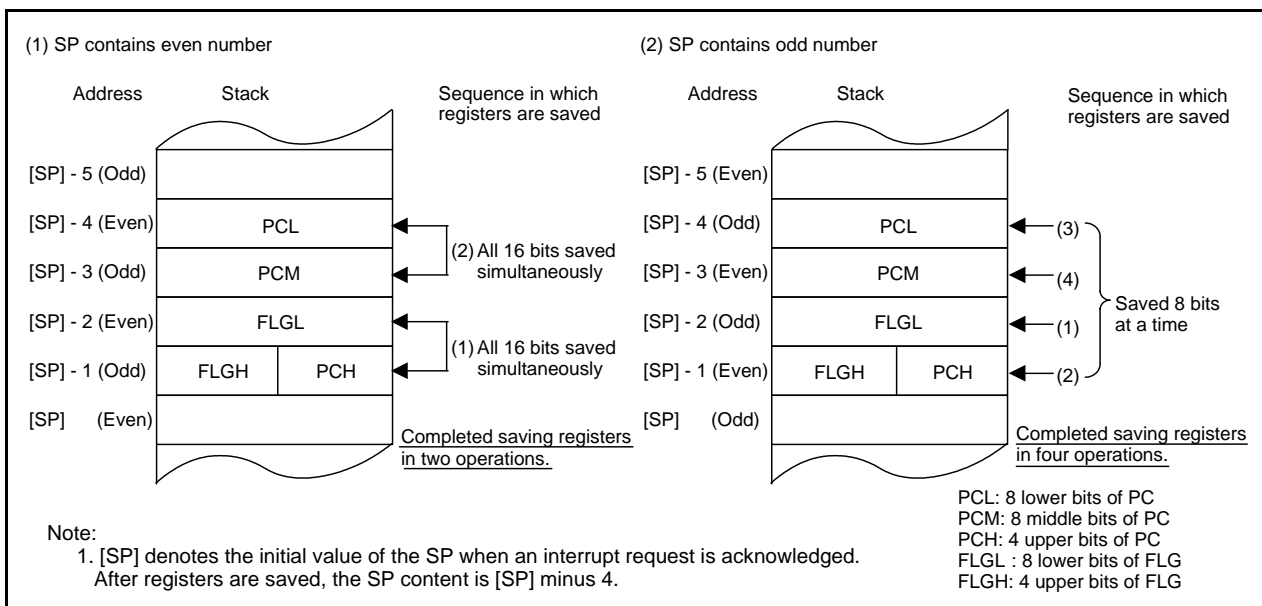 (1) SP contains even number
Address Stack Sequence in which
registers are saved
[SP] - 5 (Odd)
[SP] - 4 (Even) PCL
(2) All 16 bits saved
simultaneously
[SP] - 3 (Odd) PCM
[SP] - 2 (Even) FLGL
(1) All 16 bits saved
simultaneously
[SP] - 1 (Odd) FLGH PCH
[SP] (Even)
Completed saving registers
in two operations.
(2) SP contains odd number
Address Stack Sequence in which
registers are saved
[SP] - 5 (Even)
[SP] - 4 (Odd) PCL (3)
[SP] - 3 (Even) PCM (4)
Saved 8 bits
at a time
[SP] - 2 (Odd) FLGL (1)
[SP] - 1 (Even) FLGH PCH (2)
[SP] (Odd)
Completed saving registers
in four operations.
PCL: 8 lower bits of PC
PCM: 8 middle bits of PC
PCH: 4 upper bits of PC
FLGL : 8 lower bits of FLG
FLGH: 4 upper bits of FLG
Note:
1. [SP] denotes the initial value of the SP when an interrupt request is acknowledged.
After registers are saved, the SP content is [SP] minus 4.